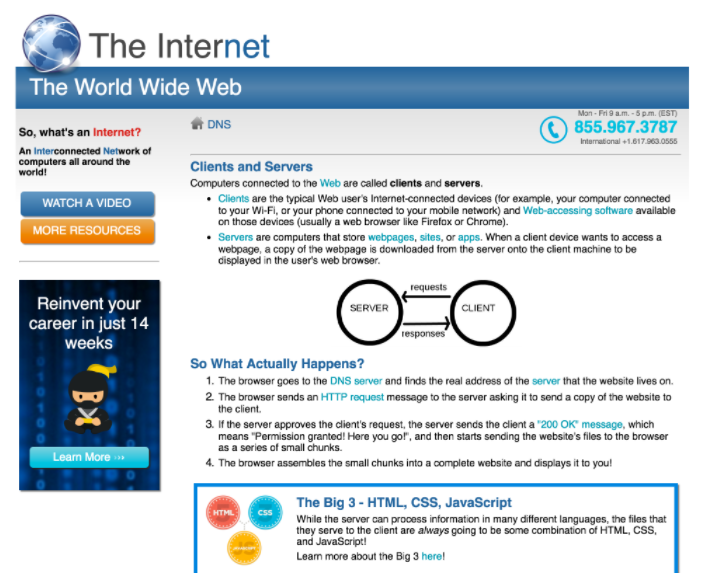 The Internet
The World Wide Web
So, what's an Internet?
An Interconnected Network of
computers all around the
world!
WATCH A VIDEO
MORE RESOURCES
Reinvent your
career in just 14
weeks
Learn More
DNS
Mon - Fri 9 a.m. - 5 p.m. (EST)
855.967.3787
International +1.617.963.0555
Clients and Servers
Computers connected to the Web are called clients and servers.
• Clients are the typical Web user's Internet-connected devices (for example, your computer connected
to your Wi-Fi, or your phone connected to your mobile network) and Web-accessing software available
on those devices (usually a web browser like Firefox or Chrome).
• Servers are computers that store webpages, sites, or apps. When a client device wants to access a
webpage, a copy of the webpage is downloaded from the server onto the client machine to be
displayed in the user's web browser.
requests
SERVER
CLIENT
responses
So What Actually Happens?
1. The browser goes to the DNS server and finds the real address of the server that the website lives on.
2. The browser sends an HTTP request message to the server asking it to send a copy of the website to
the client.
3. If the server approves the client's request, the server sends the client a "200 OK" message, which
means "Permission granted! Here you go!", and then starts sending the website's files to the browser
as a series of small chunks.
4. The browser assembles the small chunks into a complete website and displays it to you!
HTML
CSS
JS
The Big 3 - HTML, CSS, JavaScript
While the server can process information in many different languages, the files that
they serve to the client are always going to be some combination of HTML, CSS,
and JavaScript!
Learn more about the Big 3 here!